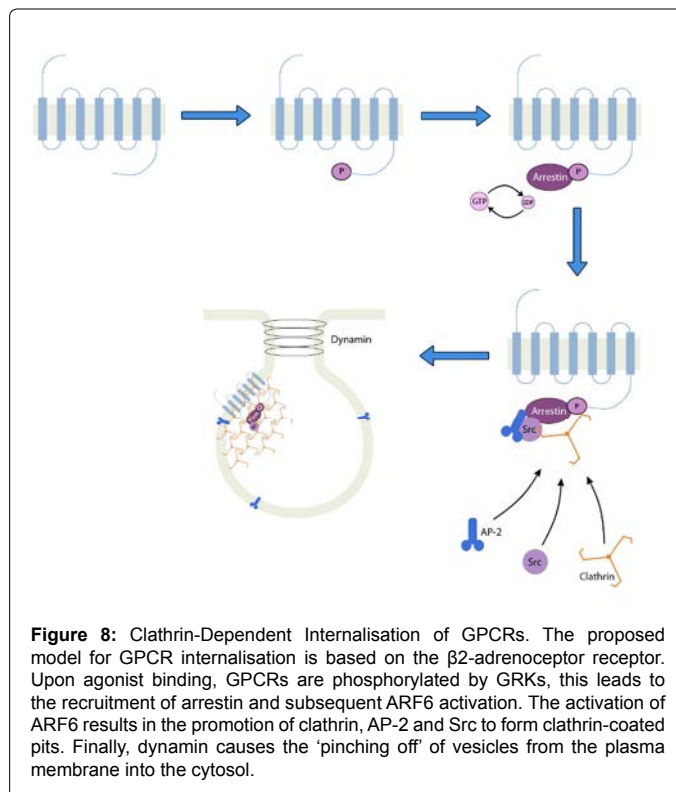 P
Arrestin
P
GTP
GDP
Dynamin
Arrestin
P
Src
AP-2
Src
Clathrin
Figure 8: Clathrin-Dependent Internalisation of GPCRs. The proposed
model for GPCR internalisation is based on the β2-adrenoceptor receptor.
Upon agonist binding, GPCRs are phosphorylated by GRKs, this leads to
the recruitment of arrestin and subsequent ARF6 activation. The activation of
ARF6 results in the promotion of clathrin, AP-2 and Src to form clathrin-coated
pits. Finally, dynamin causes the ‘pinching off’ of vesicles from the plasma
membrane into the cytosol.